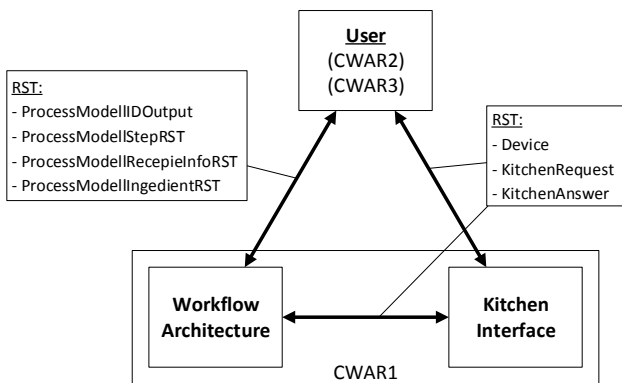 User
(CWAR2)
(CWAR3)
RST:
- ProcessModellIDOutput
- ProcessModellStepRST
- ProcessModellRecepieInfoRST
- ProcessModellIngedientRST
RST:
- Device
- KitchenRequest
- KitchenAnswer
Workflow
Architecture
Kitchen
Interface
CWAR1